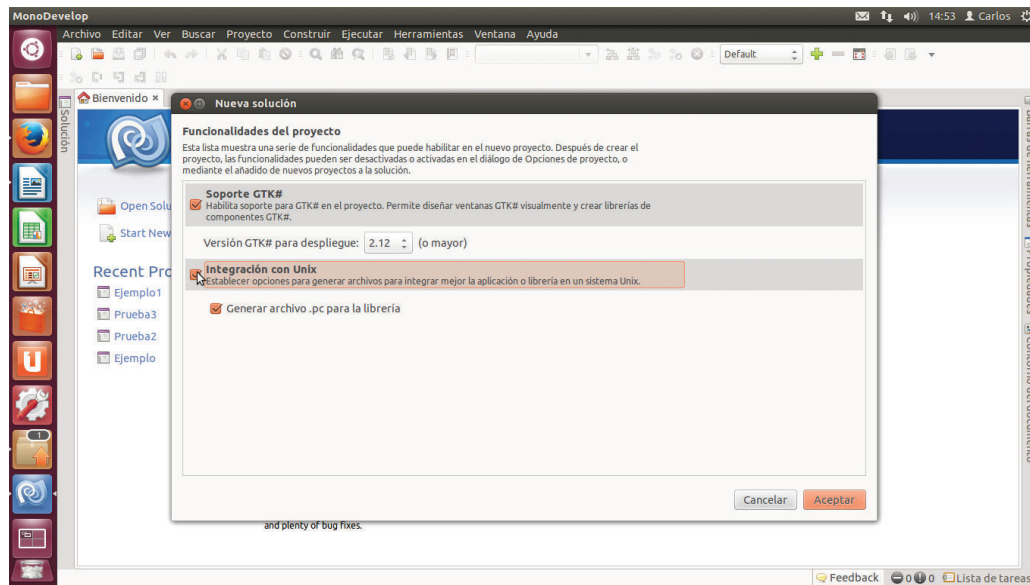 MonoDevelop
14:53 Carlos
Archivo Editar Ver Buscar Proyecto Construir Ejecutar Herramientas Ventana Ayuda
Default
Bienvenido ×
Solución
Nueva solución
Funcionalidades del proyecto
Esta lista muestra una serie de funcionalidades que puede habilitar en el nuevo proyecto. Después de crear el
proyecto, las funcionalidades pueden ser desactivadas o activadas en el diálogo de Opciones de proyecto, o
mediante el añadido de nuevos proyectos a la solución.
Soporte GTK#
Habilita soporte para GTK# en el proyecto. Permite diseñar ventanas GTK# visualmente y crear librerías de
componentes GTK#.
Versión GTK# para despliegue: 2.12 (o mayor)
Integración con Unix
Establecer opciones para generar archivos para integrar mejor la aplicación o librería en un sistema Unix.
Generar archivo .pc para la librería
Cancelar Aceptar
Open Solu
Start New
Recent Pro
Ejemplo1
Prueba3
Prueba2
Ejemplo
1
and plenty of bug fixes.
Feedback 0 0 Lista de tareas